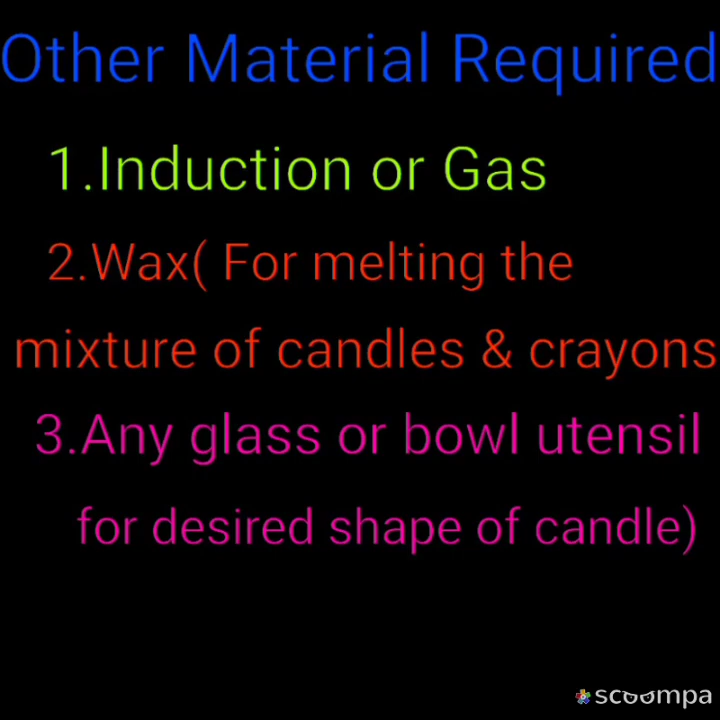 Other Material Required
1.Induction or Gas
2.Wax( For melting the
mixture of candles & crayons
3.Any glass or bowl utensil
for desired shape of candle)
scoompa